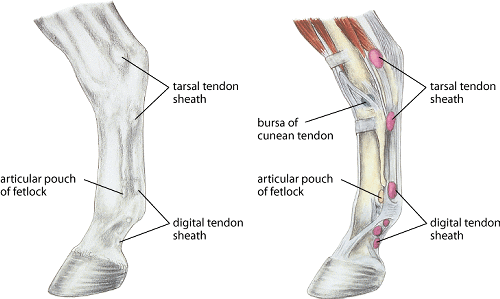 tarsal tendon
sheath
articular pouch
of fetlock
digital tendon
sheath
bursa of
cunean tendon
tarsal tendon
sheath
articular pouch
of fetlock
digital tendon
sheath